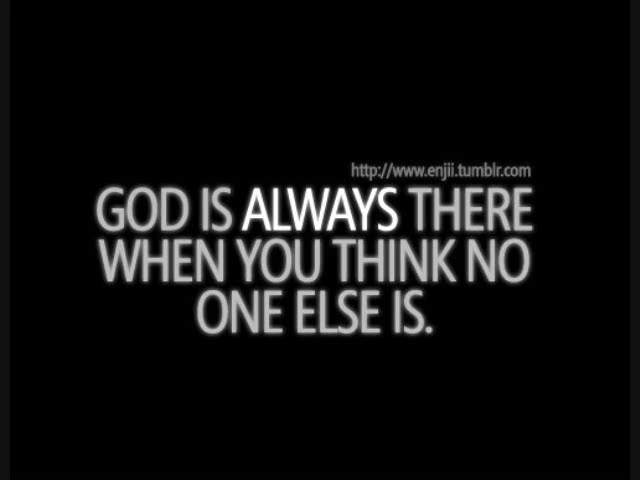 http://www.enjii.tumblr.com
GOD IS ALWAYS THERE
WHEN YOU THINK NO
ONE ELSE IS.